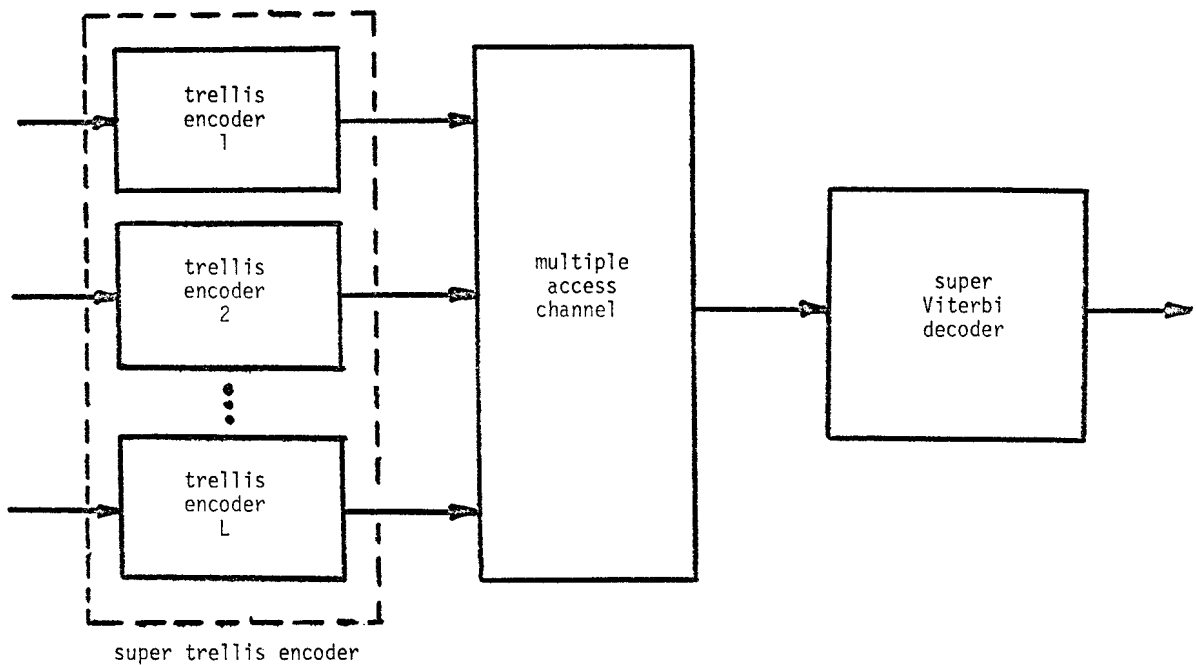 trellis
encoder
1
trellis
encoder
2
trellis
encoder
L
super trellis encoder
multiple
access
channel
super
Viterbi
decoder